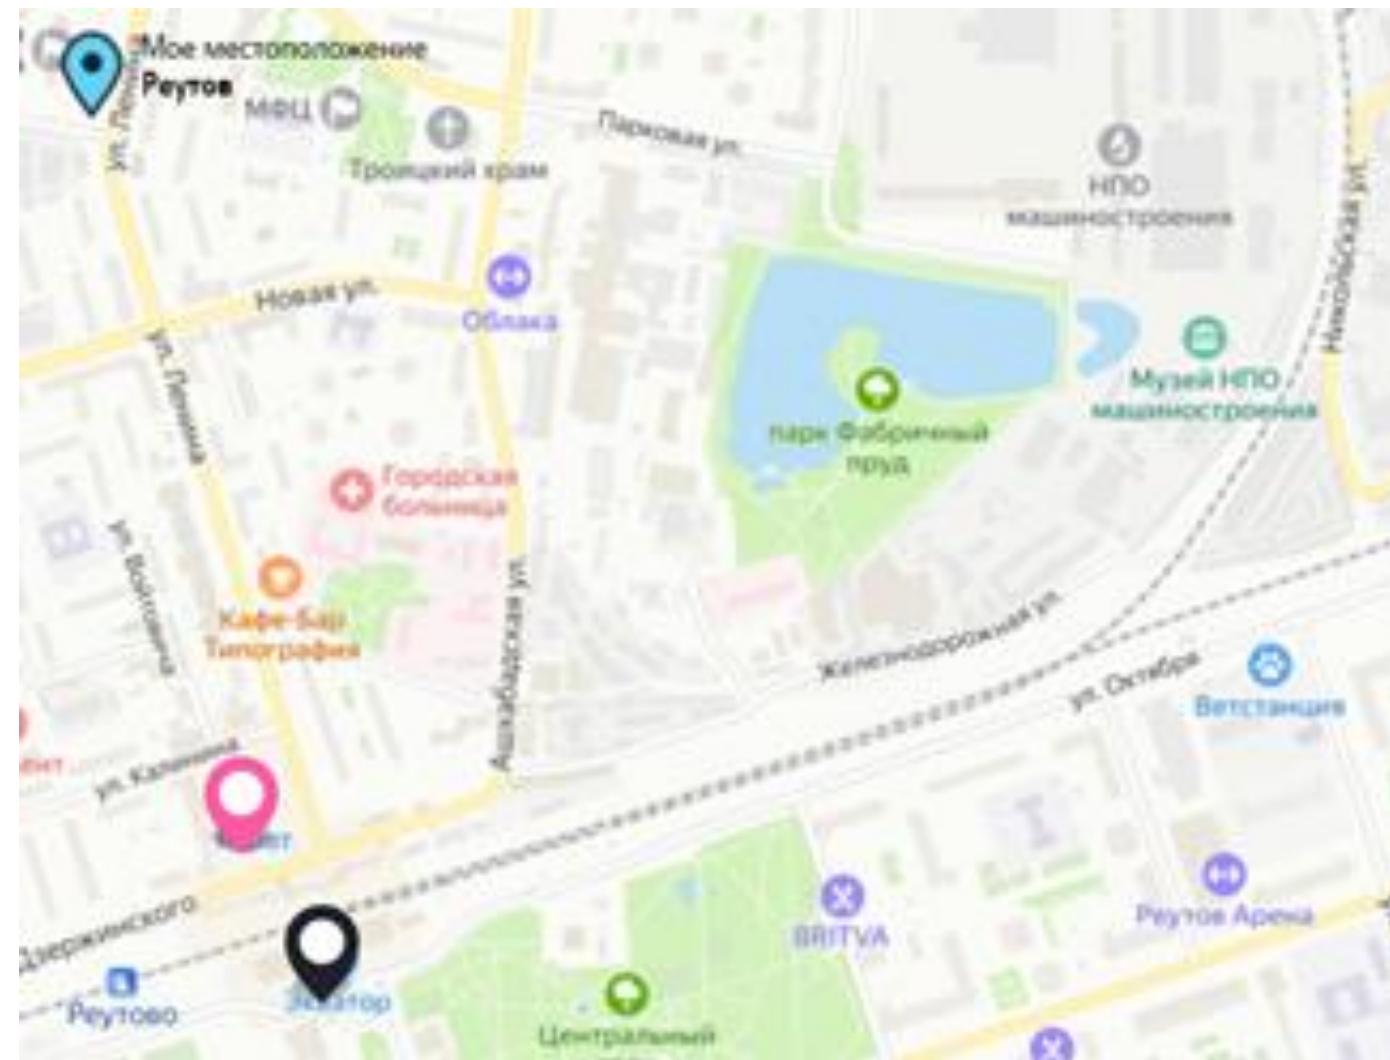 Мое местоположение
Реутов
МФЦ
Троицкий храм
Парковая ул.
НПО
машиностроения
Никольская ул.
Новая ул.
Облака
ул. Ленина
Музей НПО
машиностроения
парк Фабричный
пруд
Городская
больница
ул. Войтовича
Кафе-бар
Типография
Ашхабадская ул.
Железнодорожная ул.
ул. Октября
Ветстанция
ул. Калинина
Дзержинского
BRITVA
Реутов Арена
Реутово
Экватор
Центральный